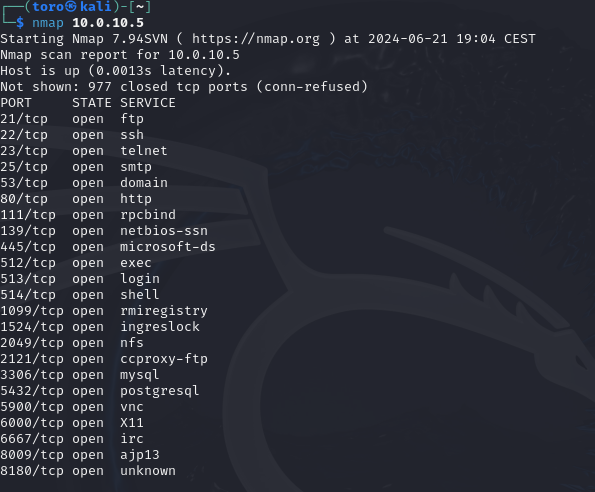 ┌──(toro㉿kali)-[~]
└─$ nmap 10.0.10.5
Starting Nmap 7.94SVN ( https://nmap.org ) at 2024-06-21 19:04 CEST
Nmap scan report for 10.0.10.5
Host is up (0.0013s latency).
Not shown: 977 closed tcp ports (conn-refused)
PORT     STATE SERVICE
21/tcp   open  ftp
22/tcp   open  ssh
23/tcp   open  telnet
25/tcp   open  smtp
53/tcp   open  domain
80/tcp   open  http
111/tcp  open  rpcbind
139/tcp  open  netbios-ssn
445/tcp  open  microsoft-ds
512/tcp  open  exec
513/tcp  open  login
514/tcp  open  shell
1099/tcp open  rmiregistry
1524/tcp open  ingreslock
2049/tcp open  nfs
2121/tcp open  ccproxy-ftp
3306/tcp open  mysql
5432/tcp open  postgresql
5900/tcp open  vnc
6000/tcp open  X11
6667/tcp open  irc
8009/tcp open  ajp13
8180/tcp open  unknown